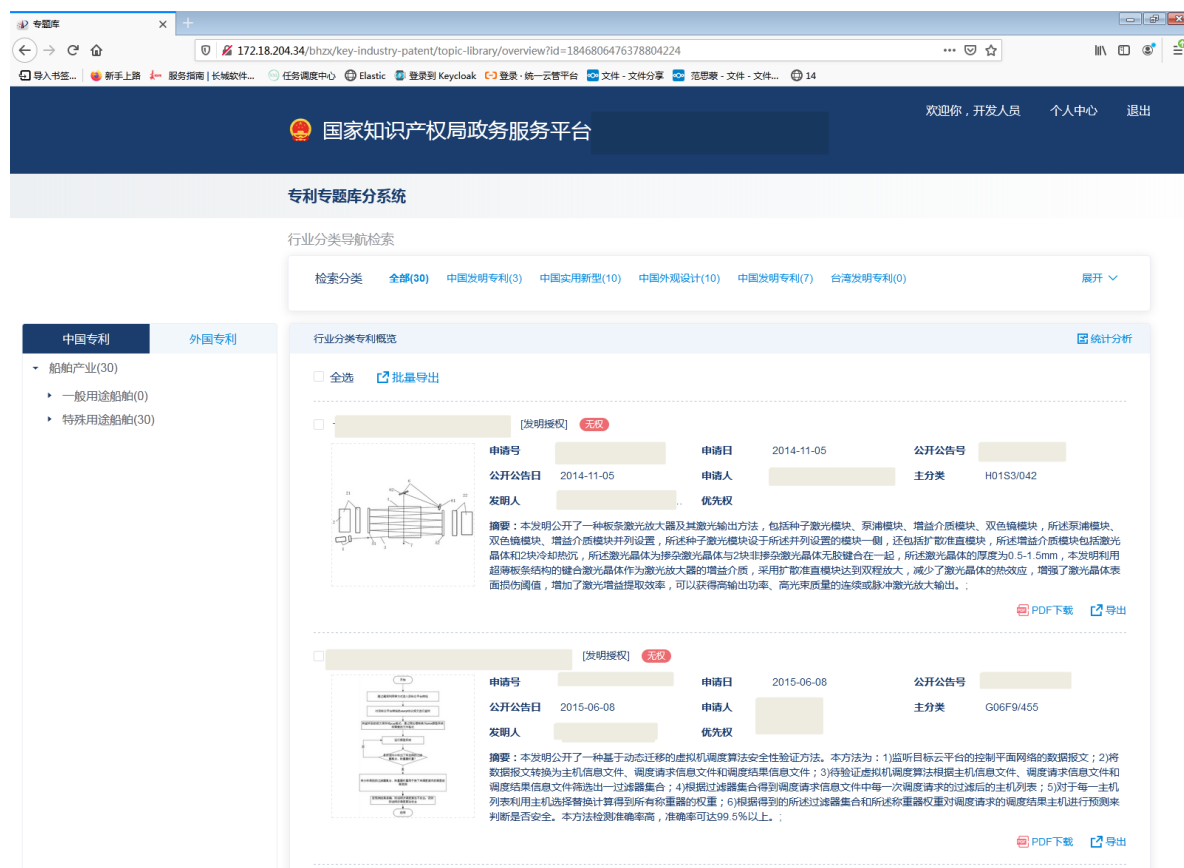 专题库
172.18.204.34/bhzx/key-industry-patent/topic-library/overview?id=1846806476378804224
导入书签... 新手上路 服务指南 | 长城软件... 任务调度中心 Elastic 登录到 Keycloak 登录 - 统一云管平台 文件 - 文件分享 范思蒙 - 文件 - 文件... 14
欢迎你，开发人员 个人中心 退出
国家知识产权局政务服务平台
专利专题库分系统
行业分类导航检索
检索分类 全部(30) 中国发明专利(3) 中国实用新型(10) 中国外观设计(10) 中国发明专利(7) 台湾发明专利(0) 展开
中国专利 外国专利
船舶产业(30)
一般用途船舶(0)
特殊用途船舶(30)
行业分类专利概览 统计分析
全选 批量导出
[发明授权] 无权
申请号 申请日 2014-11-05 公开公告号
公开公告日 2014-11-05 申请人 主分类 H01S3/042
发明人 .. 优先权
摘要：本发明公开了一种板条激光放大器及其激光输出方法，包括种子激光模块、泵浦模块、增益介质模块、双色镜模块，所述泵浦模块、
双色镜模块、增益介质模块并列设置，所述种子激光模块设于所述并列设置的模块一侧，还包括扩散准直模块，所述增益介质模块包括激光
晶体和2块冷却热沉，所述激光晶体为掺杂激光晶体与2块非掺杂激光晶体无胶键合在一起，所述激光晶体的厚度为0.5-1.5mm，本发明利用
超薄板条结构的键合激光晶体作为激光放大器的增益介质，采用扩散准直模块达到双程放大，减少了激光晶体的热效应，增强了激光晶体表
面损伤阈值，增加了激光增益提取效率，可以获得高输出功率、高光束质量的连续或脉冲激光放大输出。;
PDF下载 导出
[发明授权] 无权
申请号 申请日 2015-06-08 公开公告号
公开公告日 2015-06-08 申请人 主分类 G06F9/455
发明人 优先权
摘要：本发明公开了一种基于动态迁移的虚拟机调度算法安全性验证方法。本方法为：1)监听目标云平台的控制平面网络的数据报文；2)将
数据报文转换为主机信息文件、调度请求信息文件和调度结果信息文件；3)待验证虚拟机调度算法根据主机信息文件、调度请求信息文件和
调度结果信息文件筛选出一过滤器集合；4)根据过滤器集合得到调度请求信息文件中每一次调度请求的过滤后的主机列表；5)对于每一主机
列表利用主机选择替换计算得到所有称重器的权重；6)根据得到的所述过滤器集合和所述称重器权重对调度请求的调度结果主机进行预测来
判断是否安全。本方法检测准确率高，准确率可达99.5%以上。;
PDF下载 导出